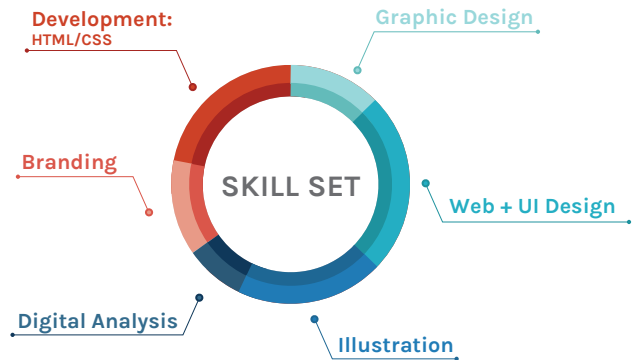 Development:
HTML/CSS
Graphic Design
Branding
SKILL SET
Web + UI Design
Digital Analysis
Illustration